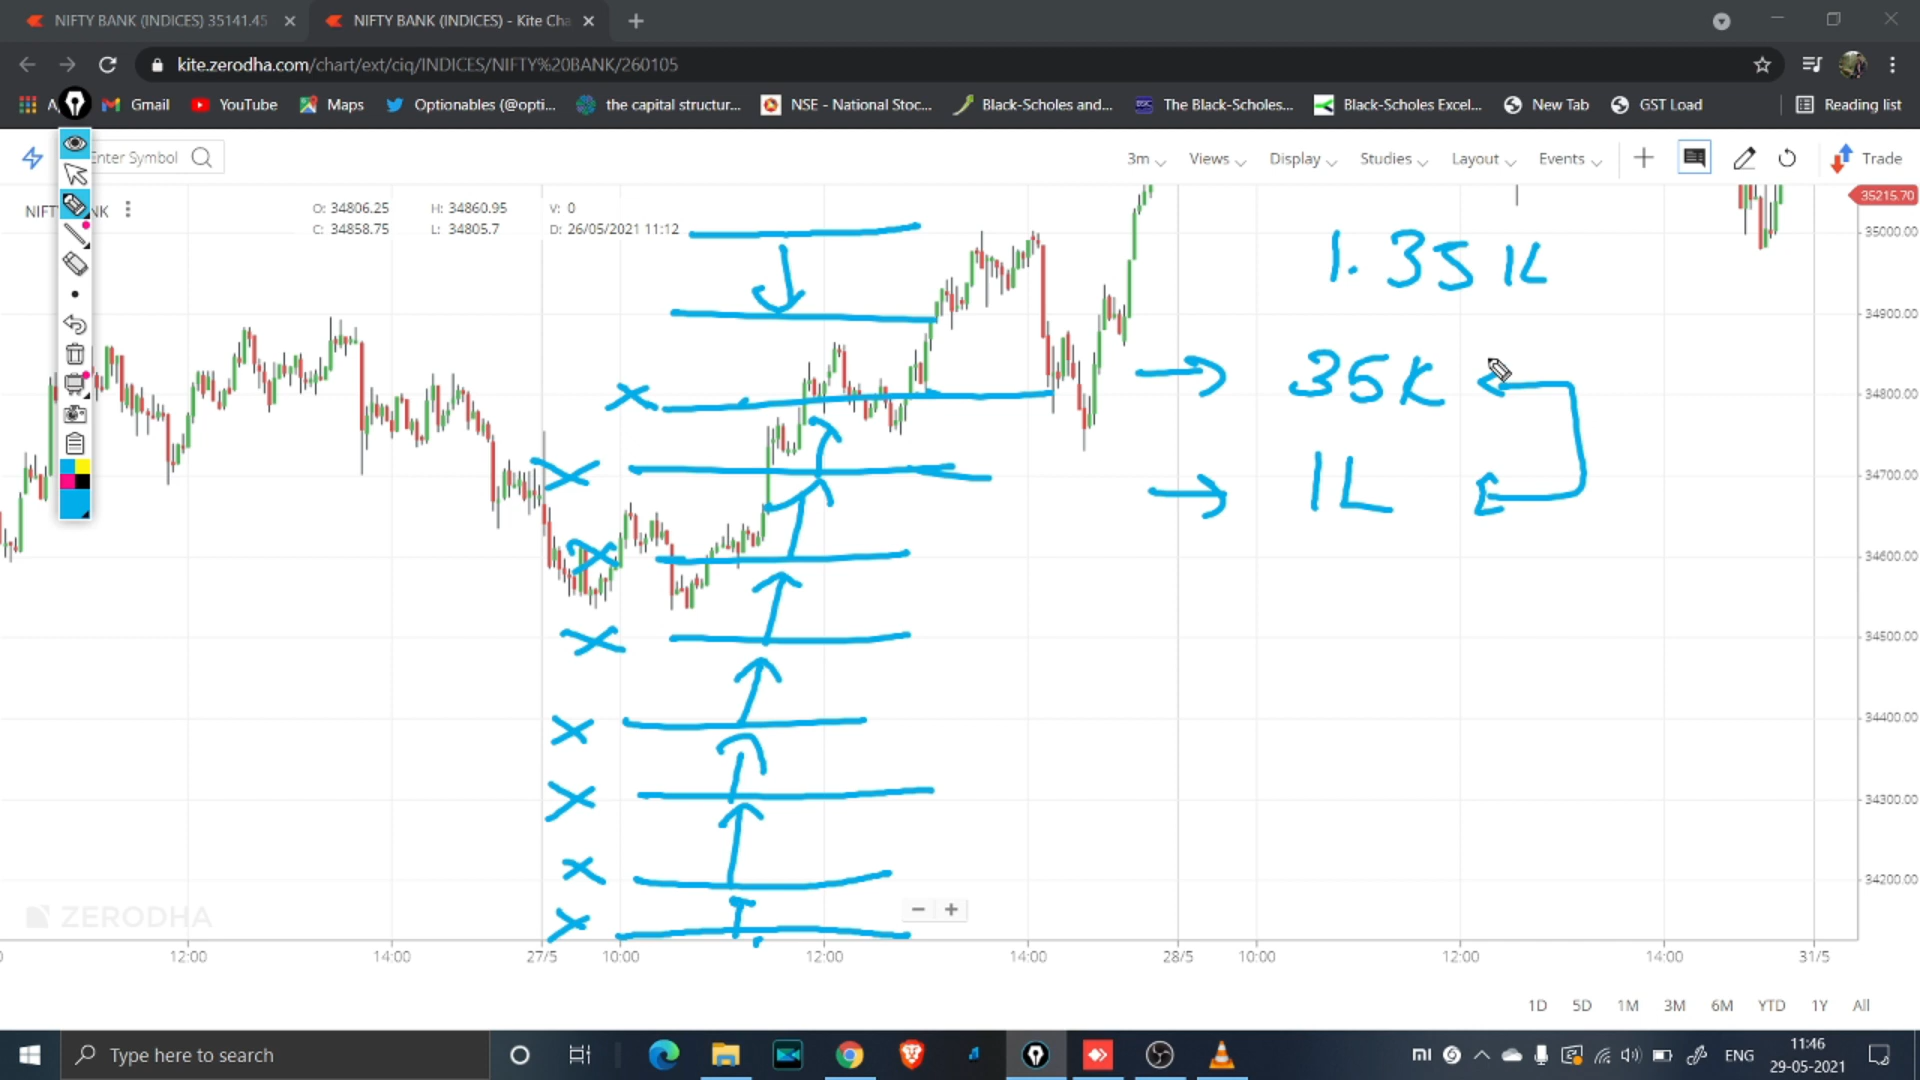 NIFTY BANK (INDICES) 35141.45
NIFTY BANK (INDICES) - Kite Cha
kite.zerodha.com/chart/ext/ciq/INDICES/NIFTY%20BANK/260105
Gmail YouTube Maps Optionables (@opti... the capital structur... NSE - National Stoc... Black-Scholes and... The Black-Scholes... Black-Scholes Excel... New Tab GST Load Reading list
Enter Symbol 3m Views Display Studies Layout Events Trade
O: 34806.25 H: 34860.95 V: 0
C: 34858.75 L: 34805.7 D: 26/05/2021 11:12
35215.70
35000.00
1.35 L
34900.00
35K
34800.00
34700.00
1L
34600.00
34500.00
34400.00
34300.00
34200.00
ZERODHA
12:00 14:00 27/5 10:00 12:00 14:00 28/5 10:00 12:00 14:00 31/5
1D 5D 1M 3M 6M YTD 1Y All
Type here to search
ENG
11:46
29-05-2021